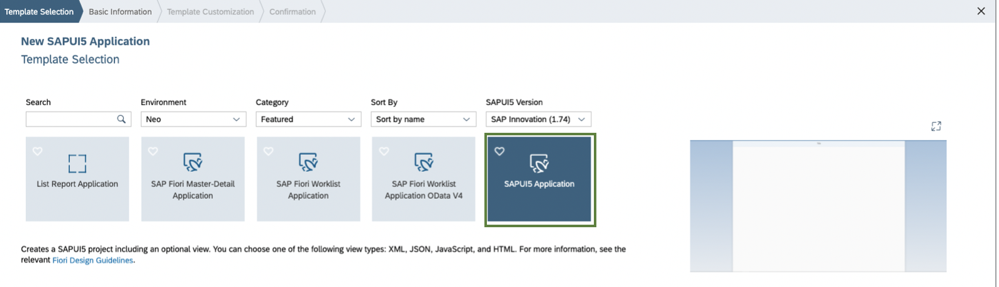 Template Selection
Basic Information
Template Customization
Confirmation
New SAPUI5 Application
Template Selection
Search
Environment
Category
Sort By
SAPUI5 Version
Neo
Featured
Sort by name
SAP Innovation (1.74)
List Report Application
SAP Fiori Master-Detail
Application
SAP Fiori Worklist
Application
SAP Fiori Worklist
Application OData V4
SAPUI5 Application
Creates a SAPUI5 project including an optional view. You can choose one of the following view types: XML, JSON, JavaScript, and HTML. For more information, see the
relevant Fiori Design Guidelines.